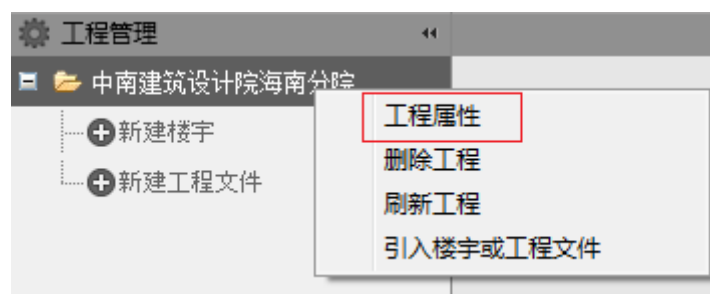 工程管理
中南建筑设计院海南分院
新建楼宇
新建工程文件
工程属性
删除工程
刷新工程
引入楼宇或工程文件